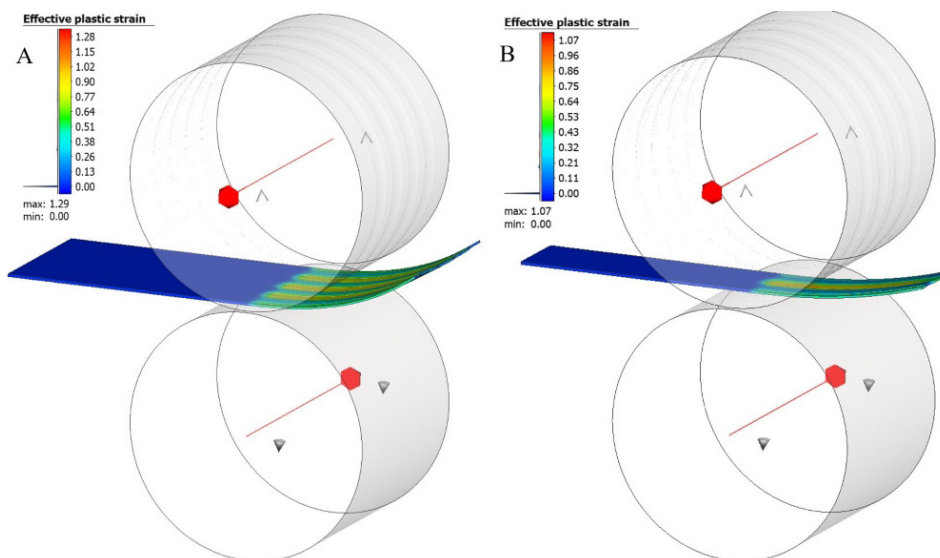 Effective plastic strain
A
1.28
1.15
1.02
0.90
0.77
0.64
0.51
0.38
0.26
0.13
0.00
max: 1.29
min: 0.00
Effective plastic strain
B
1.07
0.96
0.86
0.75
0.64
0.53
0.43
0.32
0.21
0.11
0.00
max: 1.07
min: 0.00